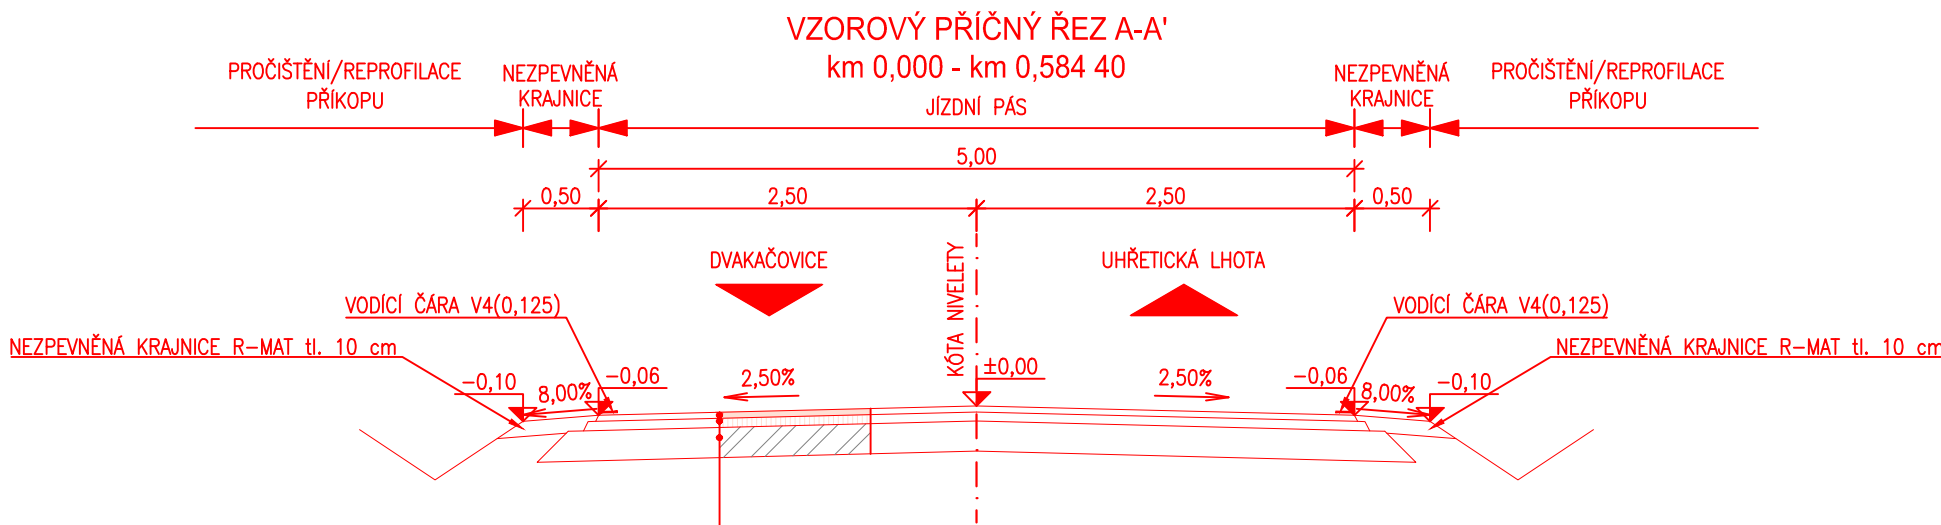 VZOROVÝ PŘÍČNÝ ŘEZ A-A'
km 0,000 - km 0,584 40
PROČIŠTĚNÍ/REPROFILACE
PŘÍKOPU
NEZPEVNĚNÁ
KRAJNICE
JÍZDNÍ PÁS
NEZPEVNĚNÁ
KRAJNICE
PROČIŠTĚNÍ/REPROFILACE
PŘÍKOPU
5,00
0,50
2,50
2,50
0,50
DVAKAČOVICE
KÓTA NIVELETY
UHŘETICKÁ LHOTA
VODÍCÍ ČÁRA V4(0,125)
VODÍCÍ ČÁRA V4(0,125)
NEZPEVNĚNÁ KRAJNICE R-MAT tl. 10 cm
NEZPEVNĚNÁ KRAJNICE R-MAT tl. 10 cm
-0,10
8,00%
-0,06
2,50%
±0,00
2,50%
-0,06
8,00%
-0,10